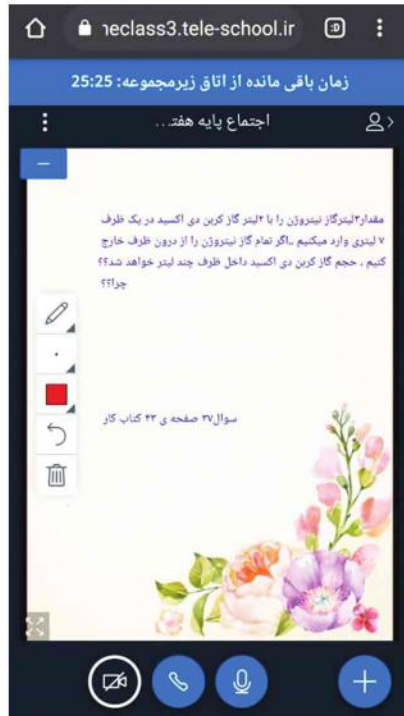 neclass3.tele-school.ir
:D
زمان باقی مانده از اتاق زیرمجموعه: 25:25
اجتماع پایه هفتـ...
مقدار۳لیترگاز نیتروژن را با ۲لیتر گاز کربن دی اکسید در یک ظرف
۷ لیتری وارد میکنیم ..اگر تمام گاز نیتروژن را از درون ظرف خارج
کنیم ، حجم گاز کربن دی اکسید داخل ظرف چند لیتر خواهد شد؟؟
چرا؟؟
سوال۳۷ صفحه ی ۴۳ کتاب کار